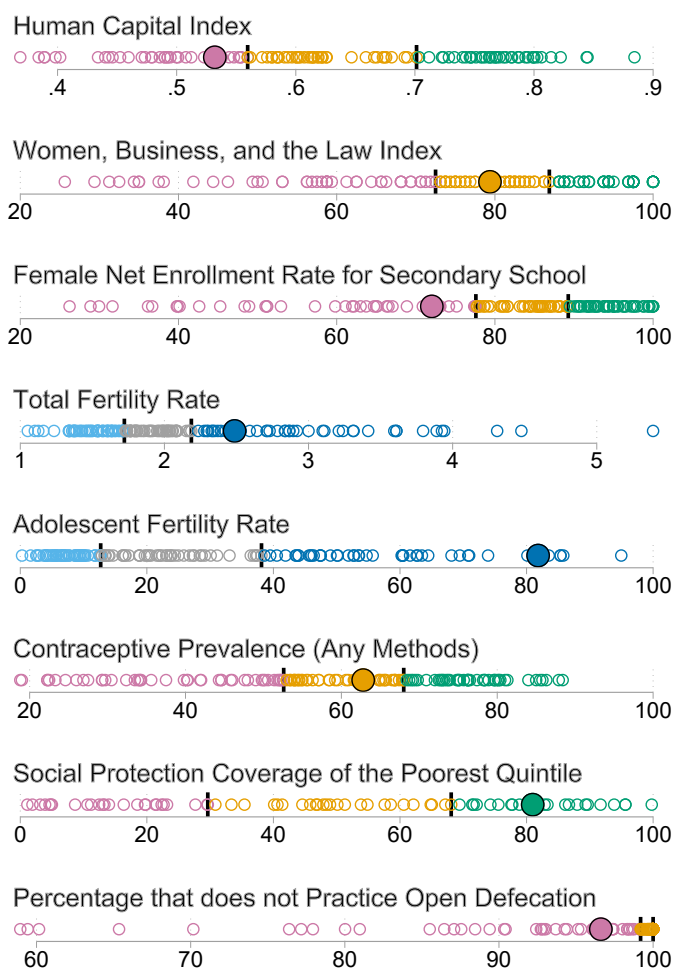 Human Capital Index
.4 .5 .6 .7 .8 .9
Women, Business, and the Law Index
20 40 60 80 100
Female Net Enrollment Rate for Secondary School
20 40 60 80 100
Total Fertility Rate
1 2 3 4 5
Adolescent Fertility Rate
0 20 40 60 80 100
Contraceptive Prevalence (Any Methods)
20 40 60 80 100
Social Protection Coverage of the Poorest Quintile
0 20 40 60 80 100
Percentage that does not Practice Open Defecation
60 70 80 90 100